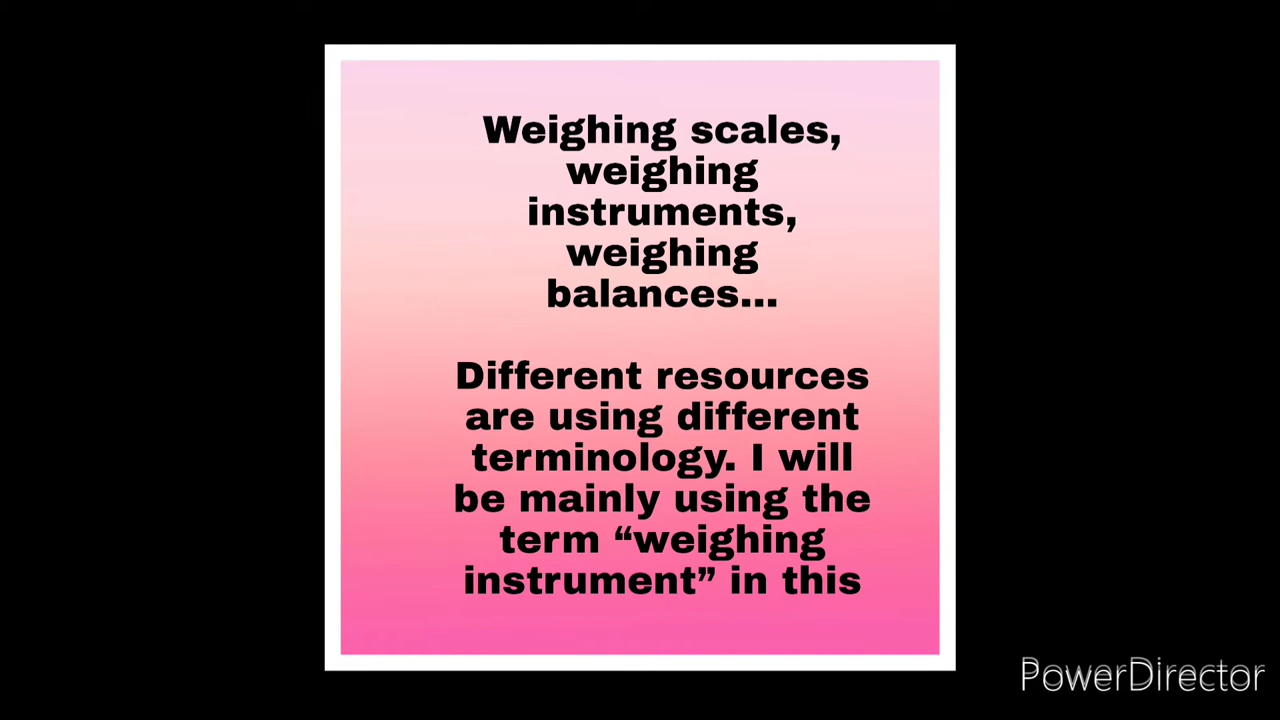 Weighing scales,
weighing
instruments,
weighing
balances...
Different resources
are using different
terminology. I will
be mainly using the
term “weighing
instrument” in this
PowerDirector